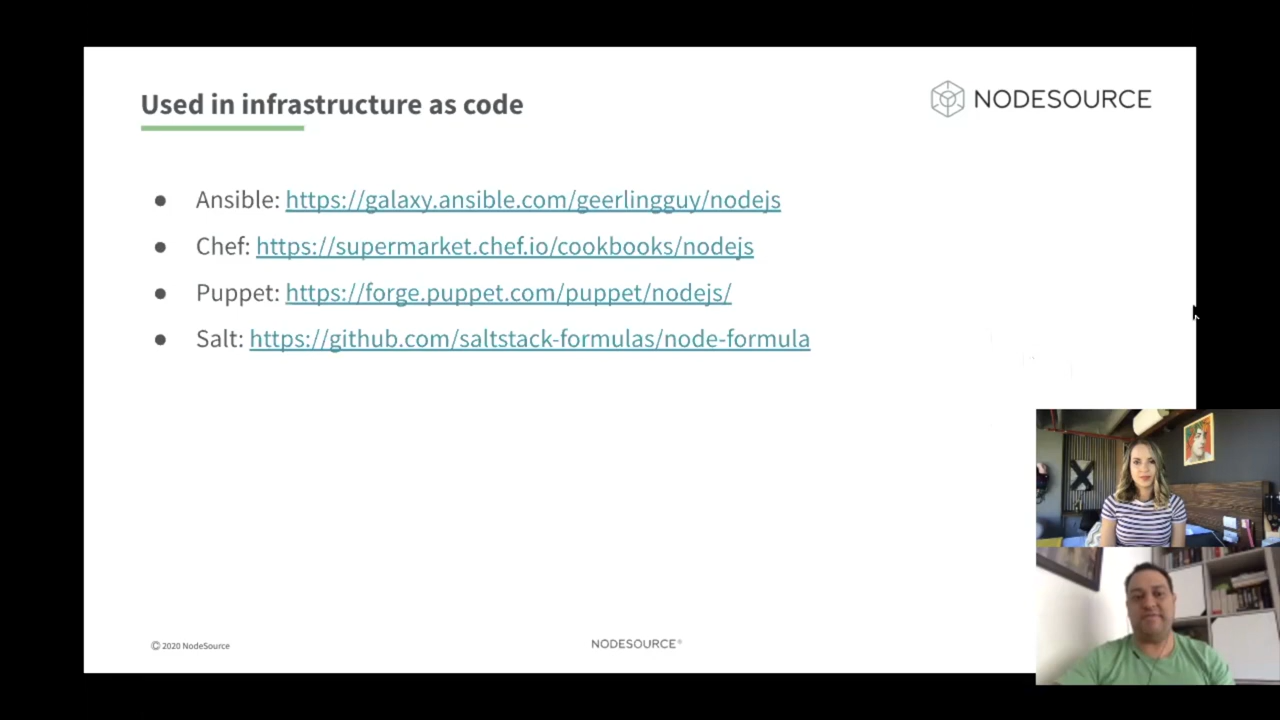 Used in infrastructure as code
NODESOURCE
● Ansible: https://galaxy.ansible.com/geerlingguy/nodejs
● Chef: https://supermarket.chef.io/cookbooks/nodejs
● Puppet: https://forge.puppet.com/puppet/nodejs/
● Salt: https://github.com/saltstack-formulas/node-formula
© 2020 NodeSource
NODESOURCE®